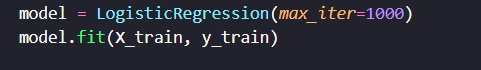 model = LogisticRegression(max_iter=1000)
model.fit(X_train, y_train)